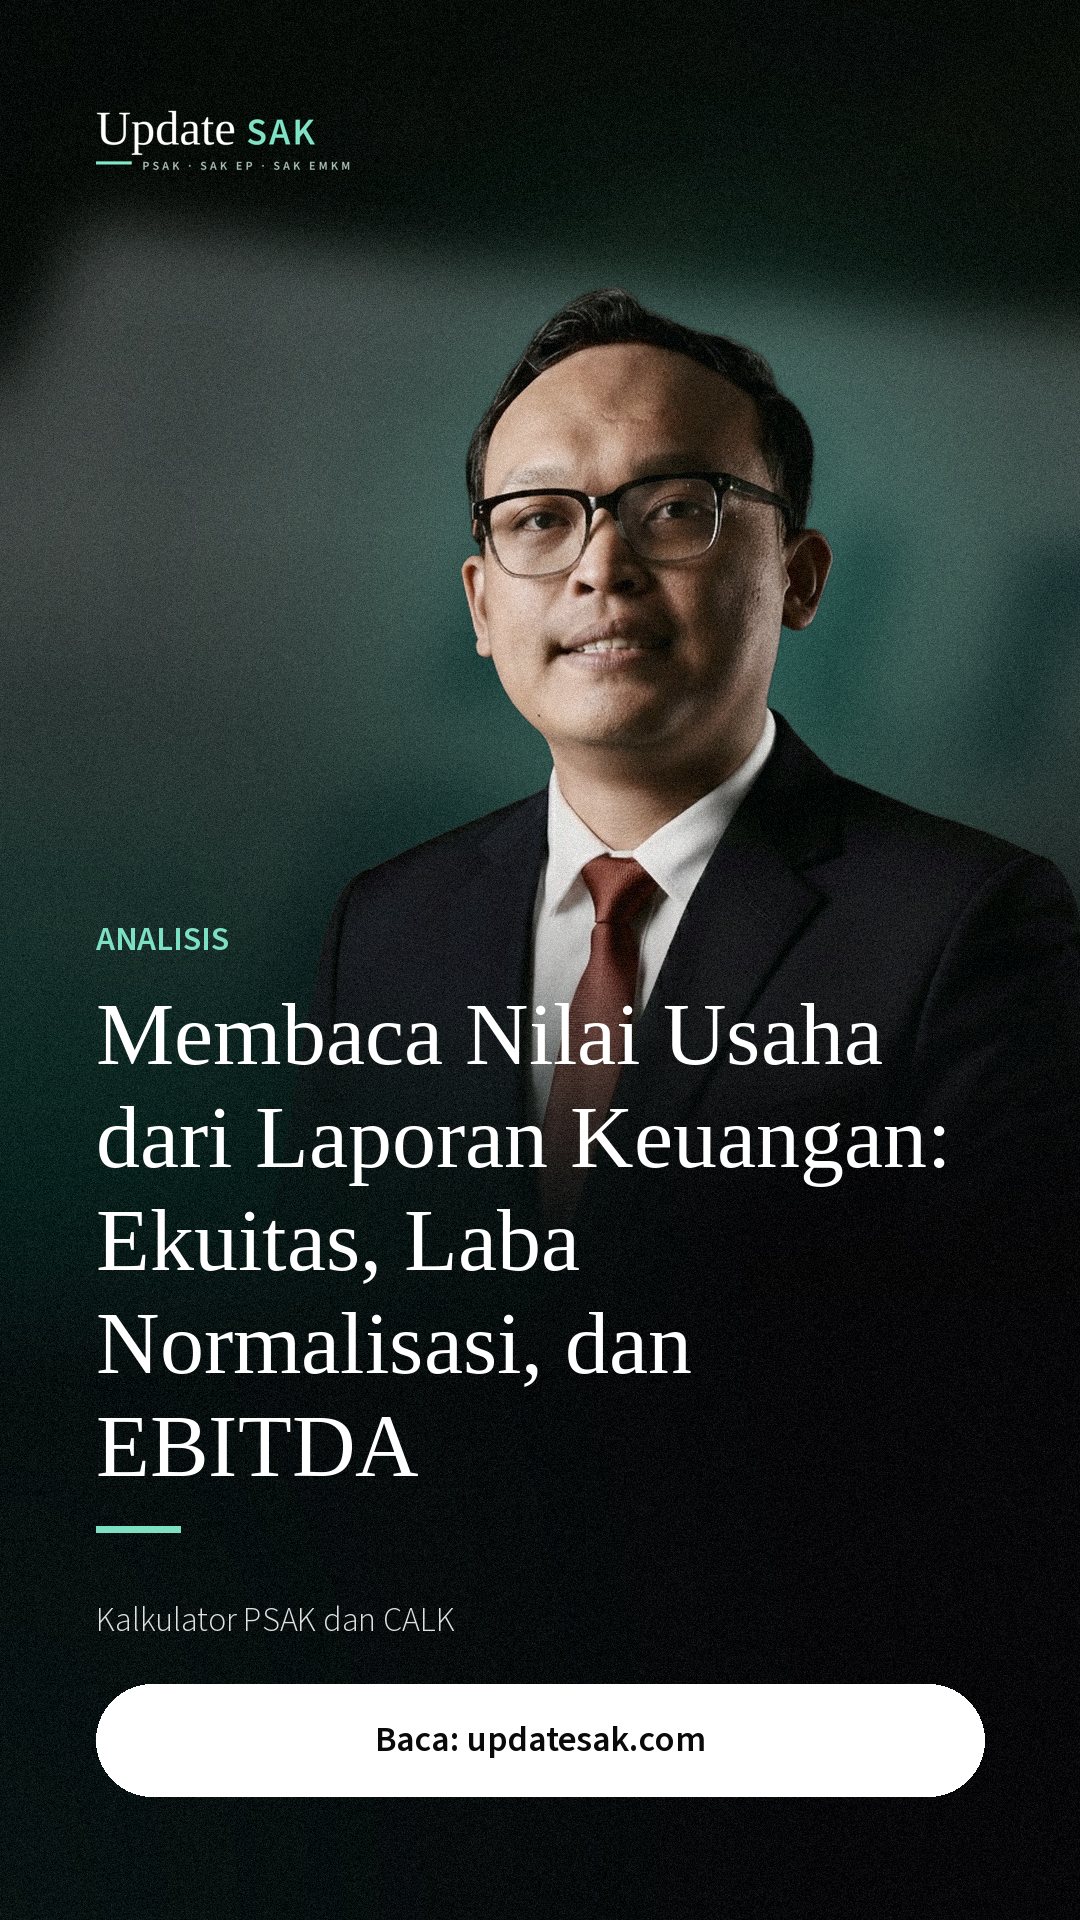 Update SAK
PSAK · SAK EP · SAK EMKM
ANALISIS
Membaca Nilai Usaha
dari Laporan Keuangan:
Ekuitas, Laba
Normalisasi, dan
EBITDA
Kalkulator PSAK dan CALK
Baca: updatesak.com